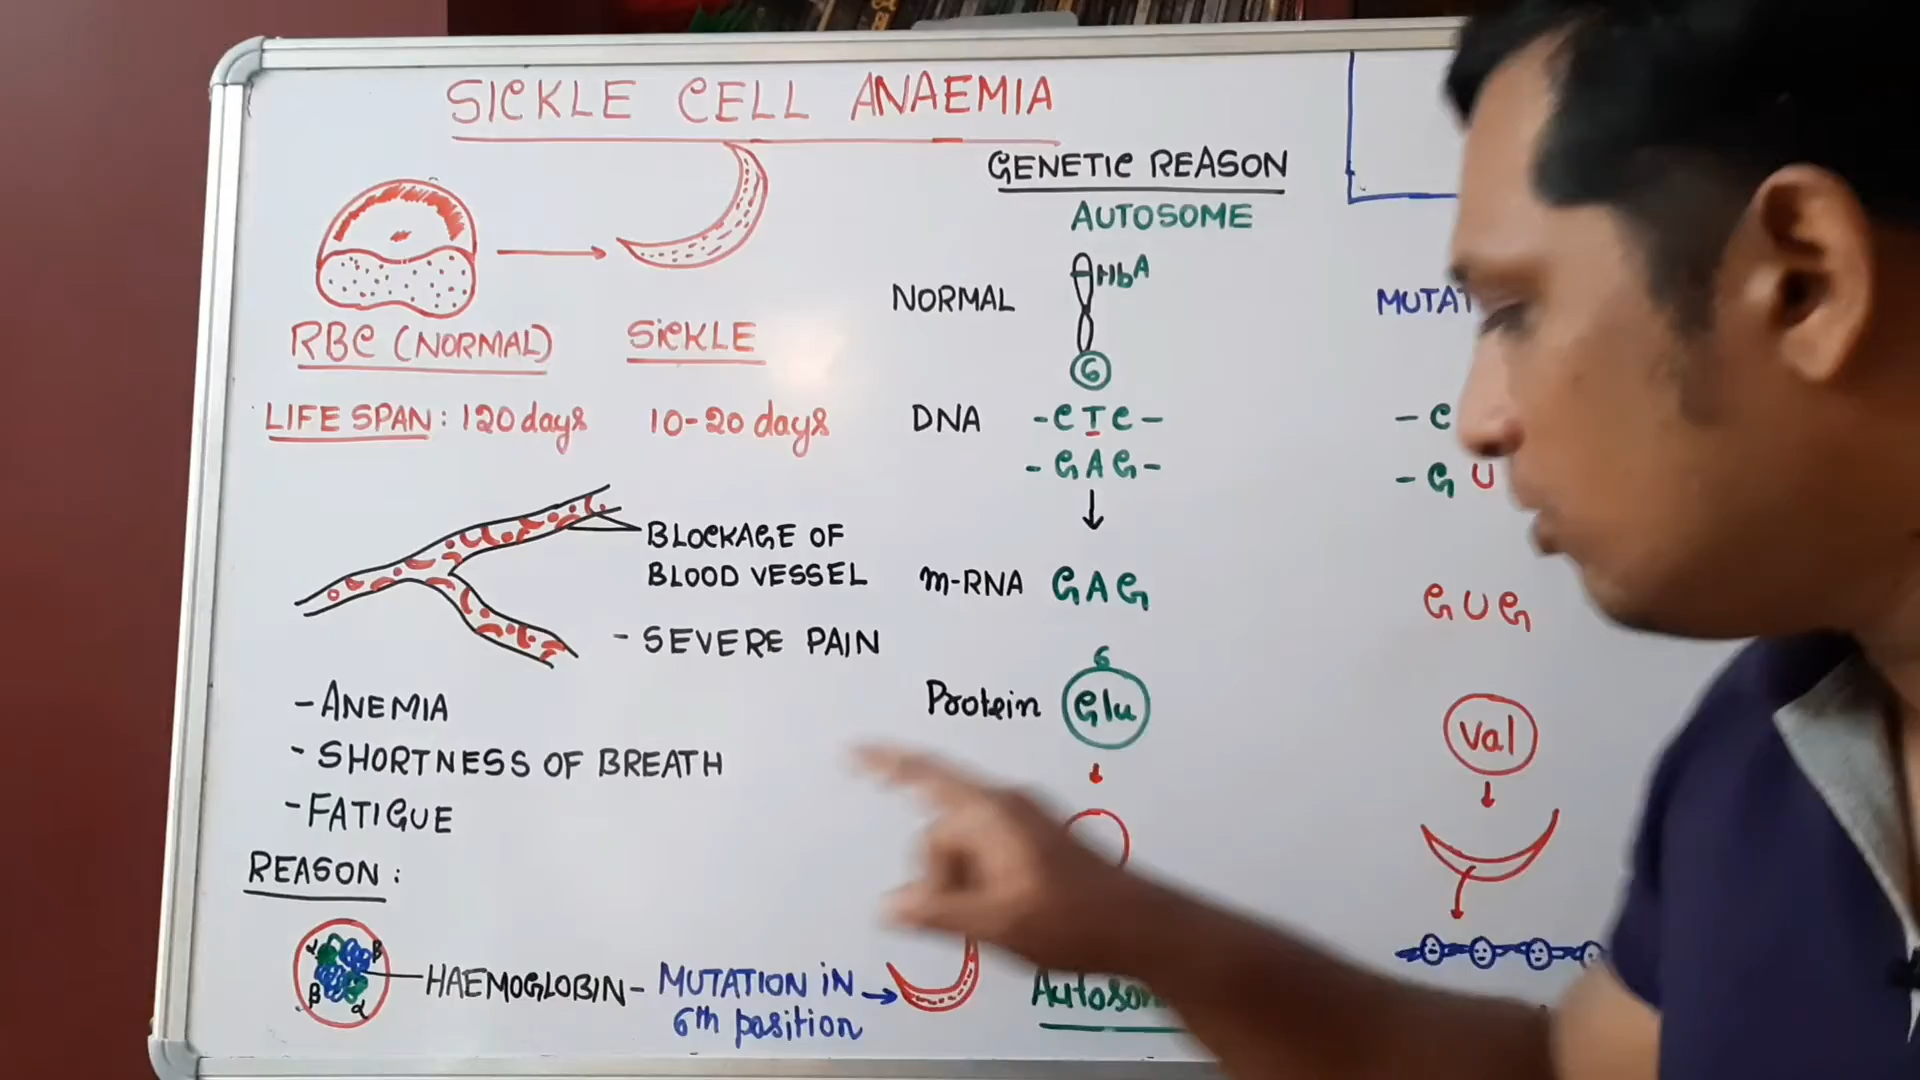 SICKLE CELL ANAEMIA
RBC (NORMAL)
SICKLE
LIFE SPAN: 120 days
10-20 days
BLOCKAGE OF
BLOOD VESSEL
- SEVERE PAIN
- ANEMIA
- SHORTNESS OF BREATH
- FATIGUE
REASON:
α β
β α
HAEMOGLOBIN - MUTATION IN
6th position
GENETIC REASON
AUTOSOME
NORMAL
HbA
6
DNA
-CTC-
-GAG-
m-RNA GAG
6
Protein Glu
- C
- G U
GUG
Val